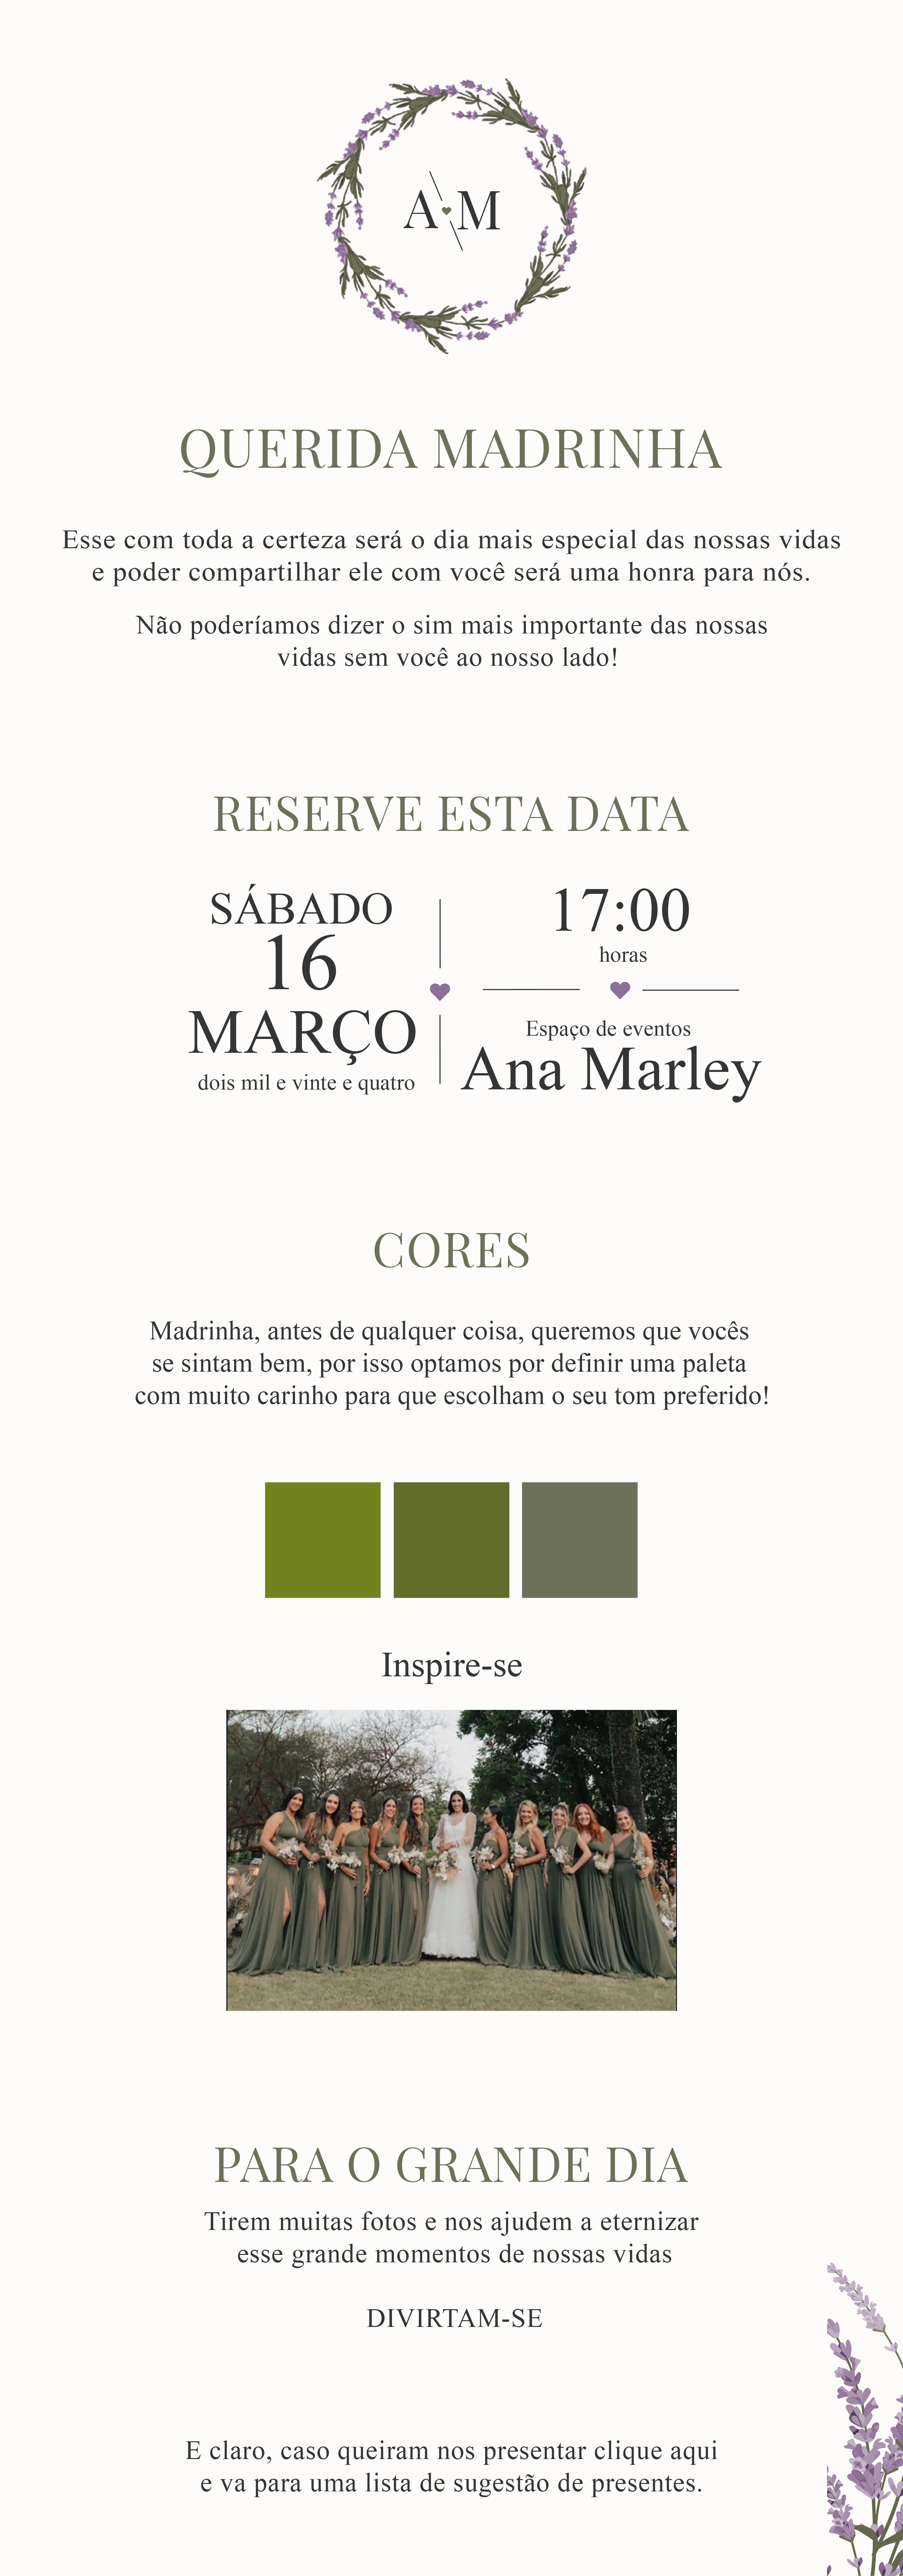 A M
QUERIDA MADRINHA
Esse com toda a certeza será o dia mais especial das nossas vidas
e poder compartilhar ele com você será uma honra para nós.
Não poderíamos dizer o sim mais importante das nossas
vidas sem você ao nosso lado!
RESERVE ESTA DATA
SÁBADO
16
MARÇO
dois mil e vinte e quatro
17:00
horas
Espaço de eventos
Ana Marley
CORES
Madrinha, antes de qualquer coisa, queremos que vocês
se sintam bem, por isso optamos por definir uma paleta
com muito carinho para que escolham o seu tom preferido!
Inspire-se
PARA O GRANDE DIA
Tirem muitas fotos e nos ajudem a eternizar
esse grande momentos de nossas vidas
DIVIRTAM-SE
E claro, caso queiram nos presentar clique aqui
e va para uma lista de sugestão de presentes.